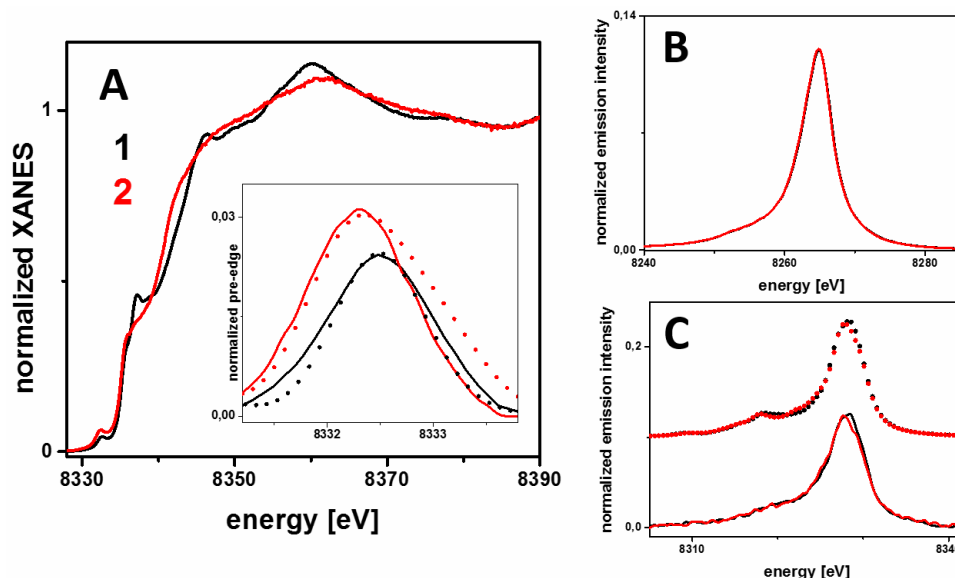 A
1
2
normalized XANES
1
0
8330
8350
8370
8390
energy [eV]
normalized pre-edge
0,03
0,00
8332
8333
B
normalized emission intensity
0,14
0,00
8240
8260
8280
energy [eV]
C
normalized emission intensity
0,2
0,0
8310
8340
energy [eV]